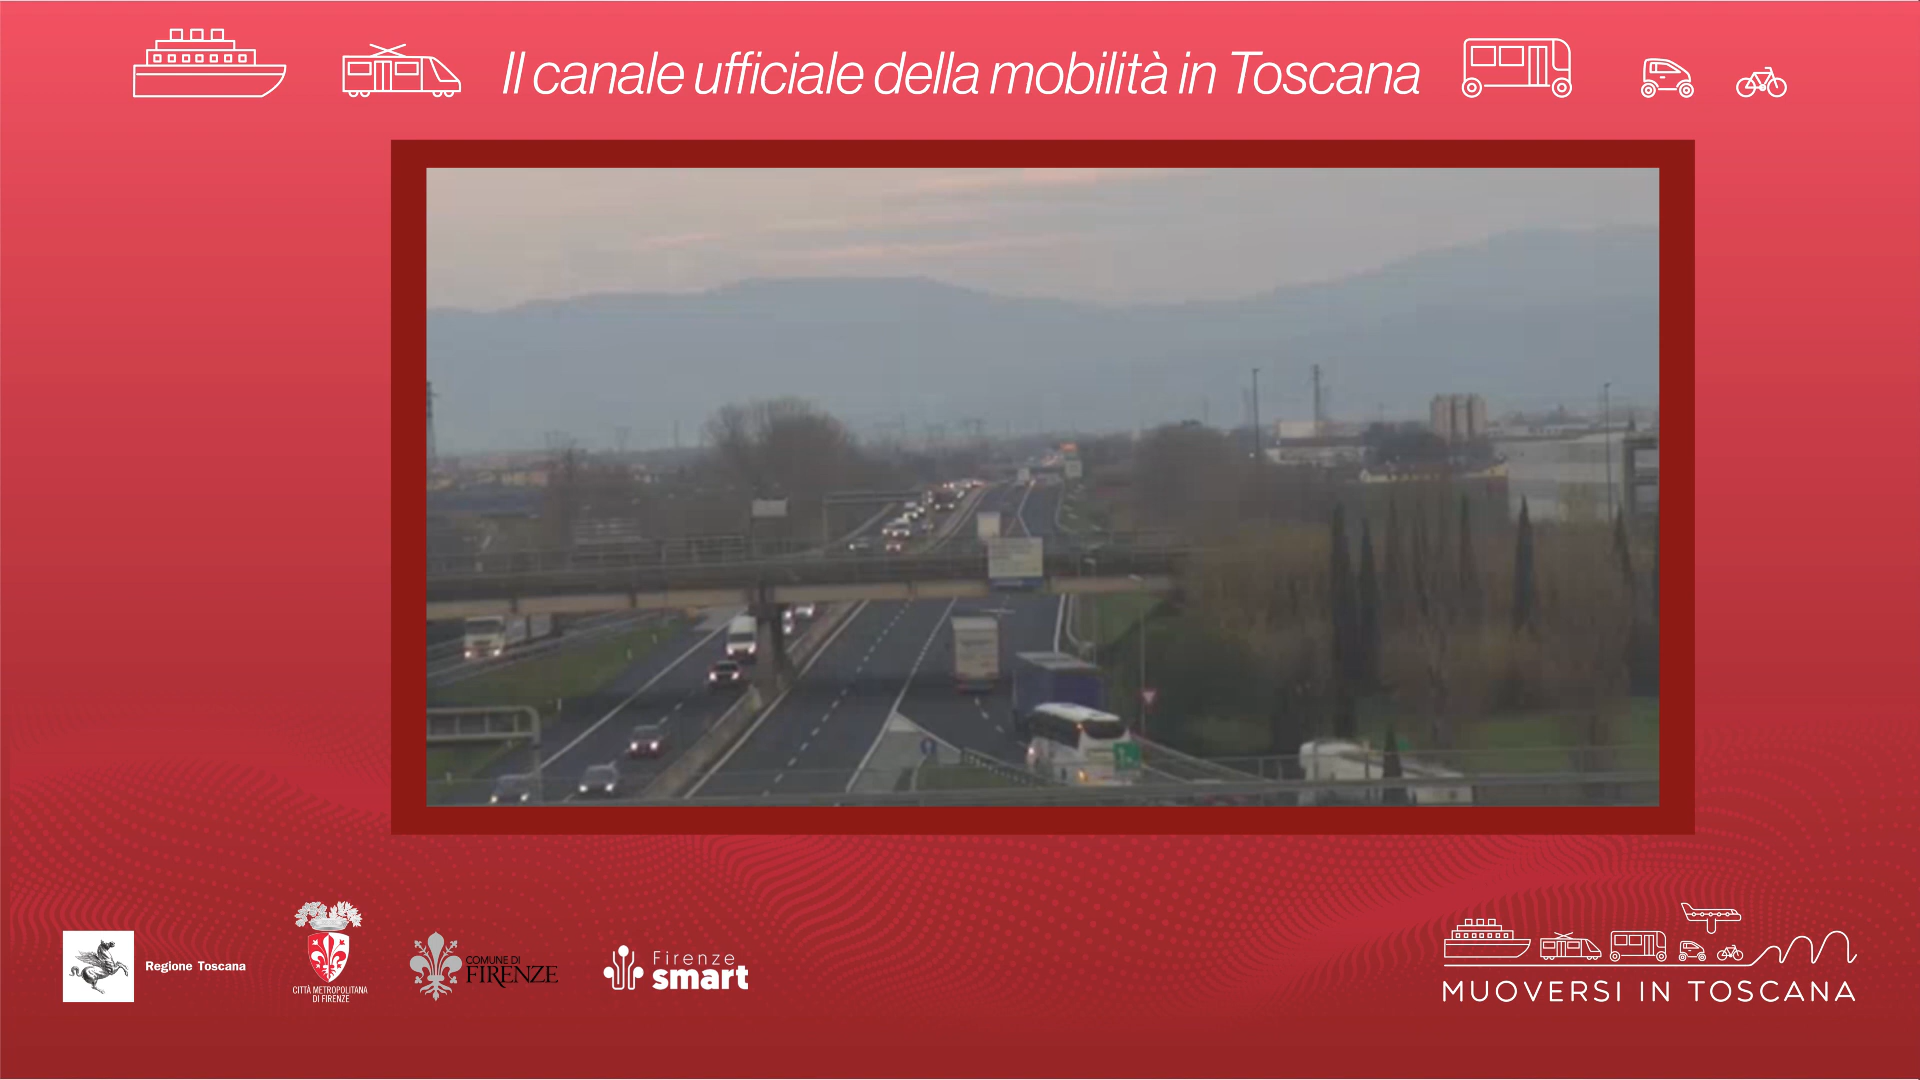 Il canale ufficiale della mobilità in Toscana
Regione Toscana
CITTÀ METROPOLITANA
DI FIRENZE
COMUNE DI
FIRENZE
Firenze
smart
MUOVERSI IN TOSCANA